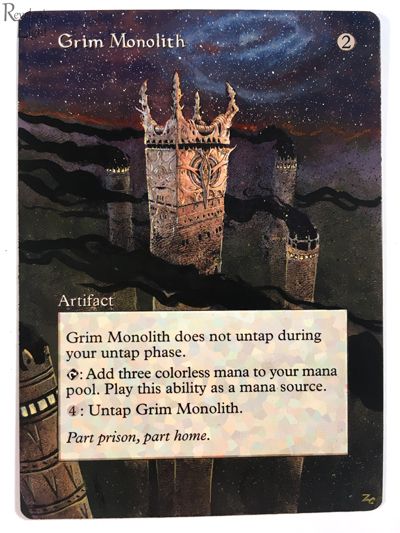 Grim Monolith 2
Artifact
Grim Monolith does not untap during
your untap phase.
: Add three colorless mana to your mana
pool. Play this ability as a mana source.
4: Untap Grim Monolith.
Part prison, part home.